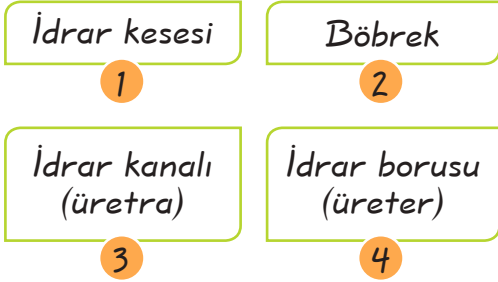 İdrar kesesi
1
Böbrek
2
İdrar kanalı
(üretra)
3
İdrar borusu
(üreter)
4